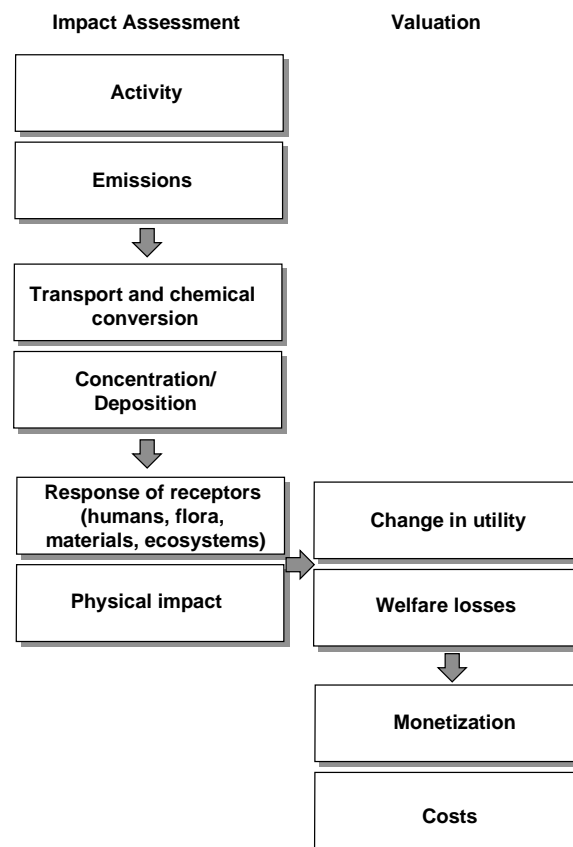 Impact Assessment
Valuation
Activity
Emissions
Transport and chemical
conversion
Concentration/
Deposition
Response of receptors
(humans, flora,
materials, ecosystems)
Physical impact
Change in utility
Welfare losses
Monetization
Costs